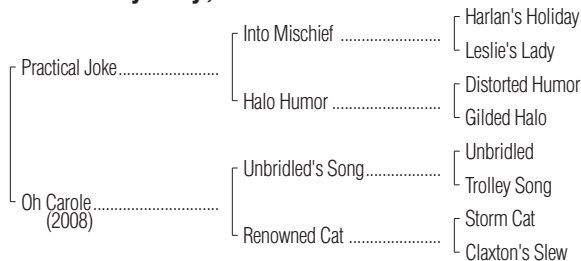 Harlan's Holiday
Into Mischief ....................
Leslie's Lady
Practical Joke ......................
Distorted Humor
Halo Humor ......................
Gilded Halo
Unbridled
Unbridled's Song ................
Trolley Song
Oh Carole ...........................
(2008)
Storm Cat
Renowned Cat ..................
Claxton's Slew